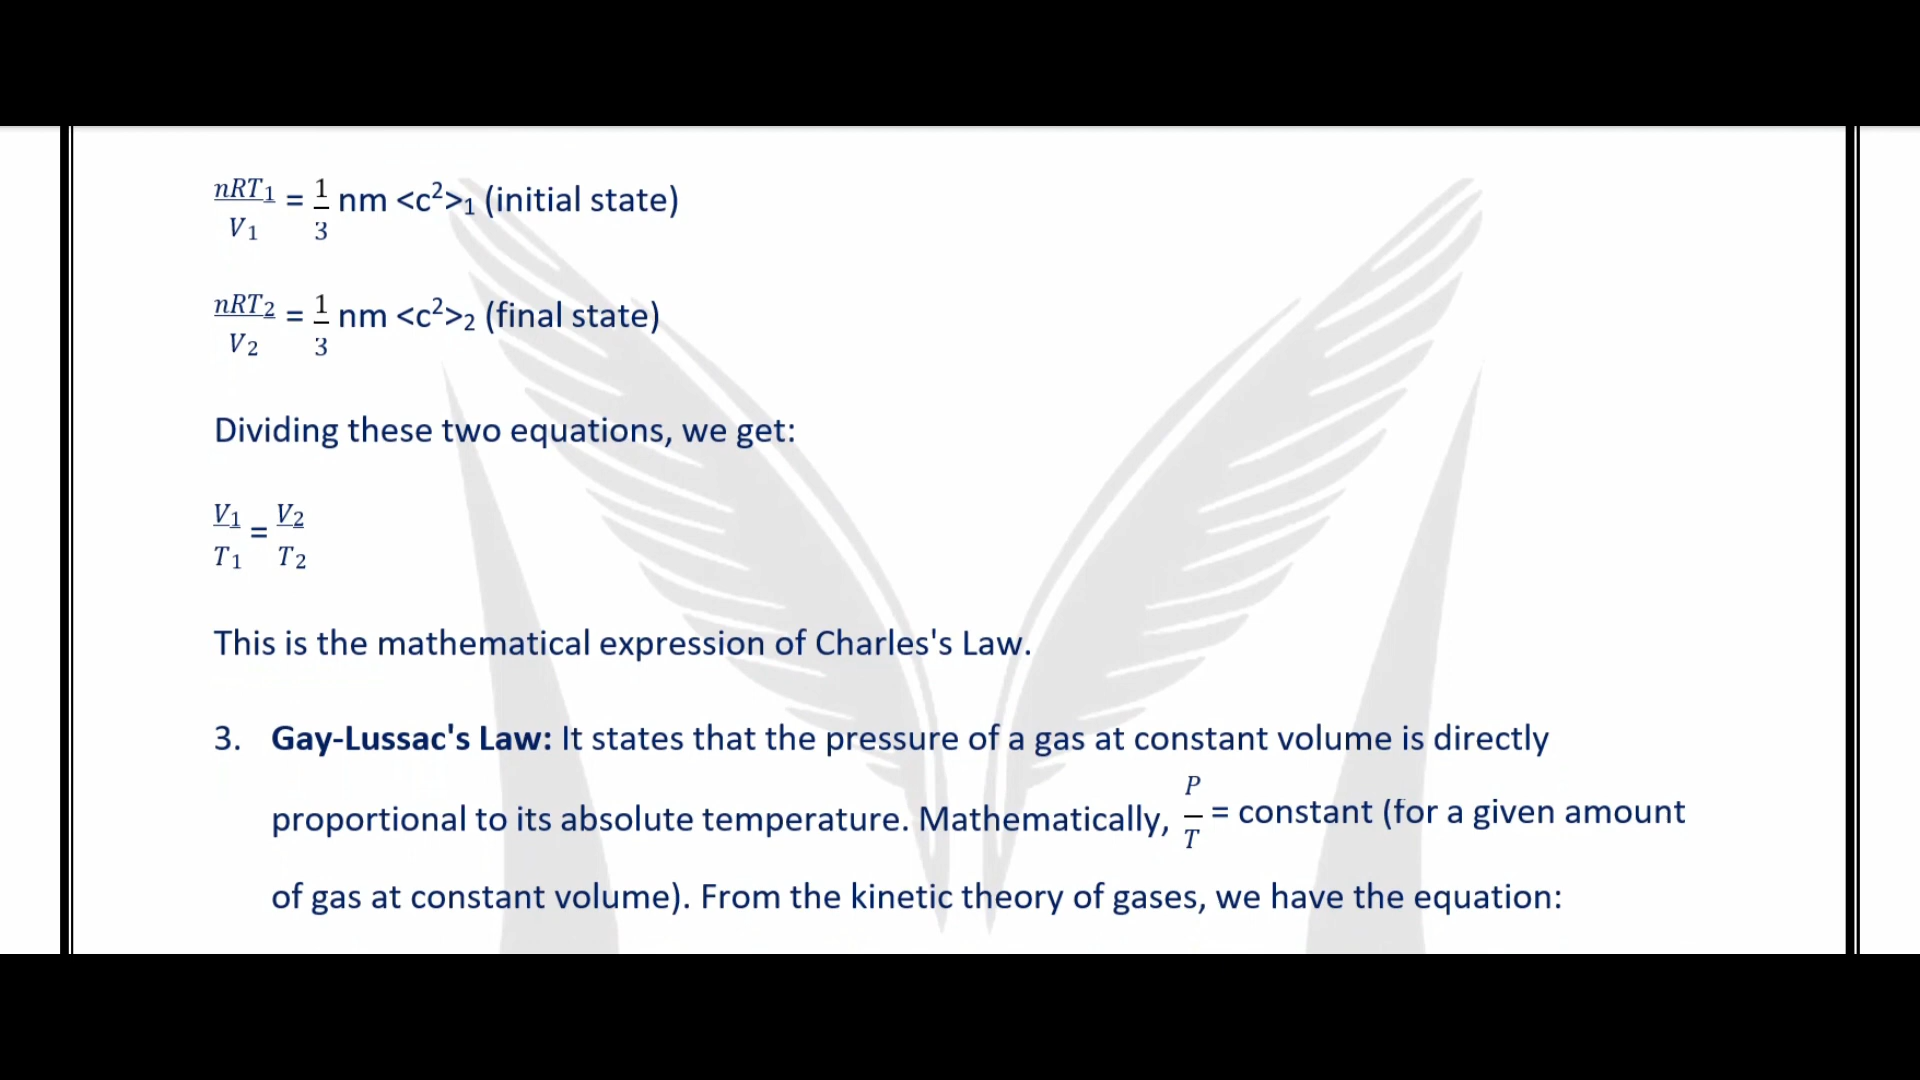 nRT₁/V₁ = 1/3 nm <c²>₁ (initial state)
nRT₂/V₂ = 1/3 nm <c²>₂ (final state)
Dividing these two equations, we get:
V₁/T₁ = V₂/T₂
This is the mathematical expression of Charles's Law.
3. Gay-Lussac's Law: It states that the pressure of a gas at constant volume is directly
proportional to its absolute temperature. Mathematically, P/T = constant (for a given amount
of gas at constant volume). From the kinetic theory of gases, we have the equation: